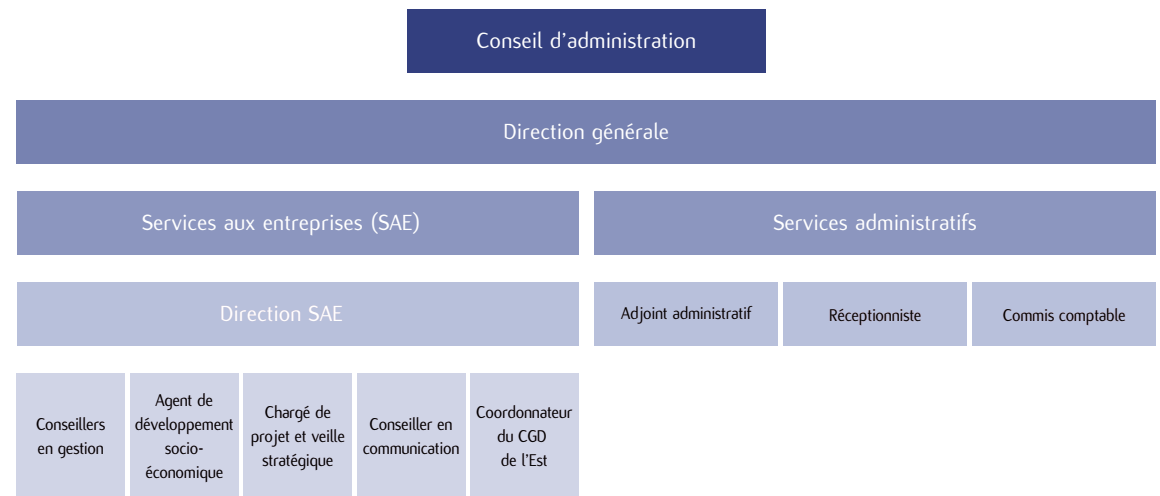 Conseil d'administration
Direction générale
Services aux entreprises (SAE)
Services administratifs
Direction SAE
Adjoint administratif
Réceptionniste
Commis comptable
Conseillers
en gestion
Agent de
développement
socio-
économique
Chargé de
projet et veille
stratégique
Conseiller en
communication
Coordonnateur
du CGD
de l'Est